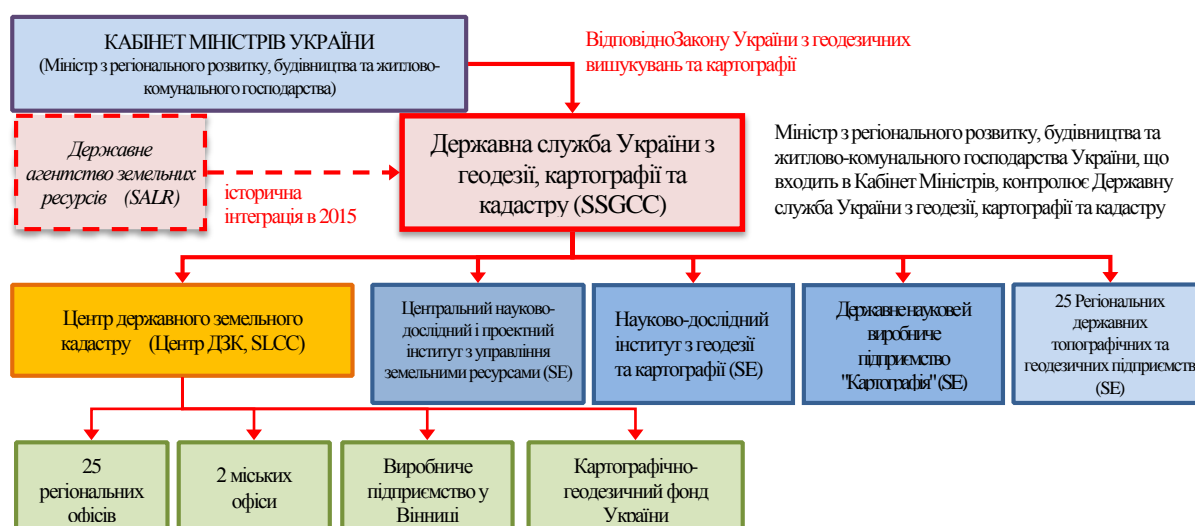 КАБІНЕТ МІНІСТРІВ УКРАЇНИ
(Міністр з регіонального розвитку, будівництва та житлово-
комунального господарства)
ВідповідноЗакону України з геодезичних
вишукувань та картографії
Державне
агентство земельних
ресурсів (SALR)
історична
інтеграція в 2015
Державна служба України з
геодезії, картографії та
кадастру (SSGCC)
Міністр з регіонального розвитку, будівництва та
житлово-комунального господарства України, що
входить в Кабінет Міністрів, контролює Державну
служба України з геодезії, картографії та кадастру
Центр державного земельного
кадастру (Центр ДЗК, SLCC)
Центральний науково-
дослідний і проектний
інститут з управління
земельними ресурсами (SE)
Науково-дослідний
інститут з геодезії
та картографії (SE)
Державне наукове й
виробниче
підприємство
"Картографія" (SE)
25 Регіональних
державних
топографічних та
геодезичних підприємств
(SE)
25
регіональних
офісів
2 міських
офіси
Виробниче
підприємство у
Вінниці
Картографічно-
геодезичний фонд
України